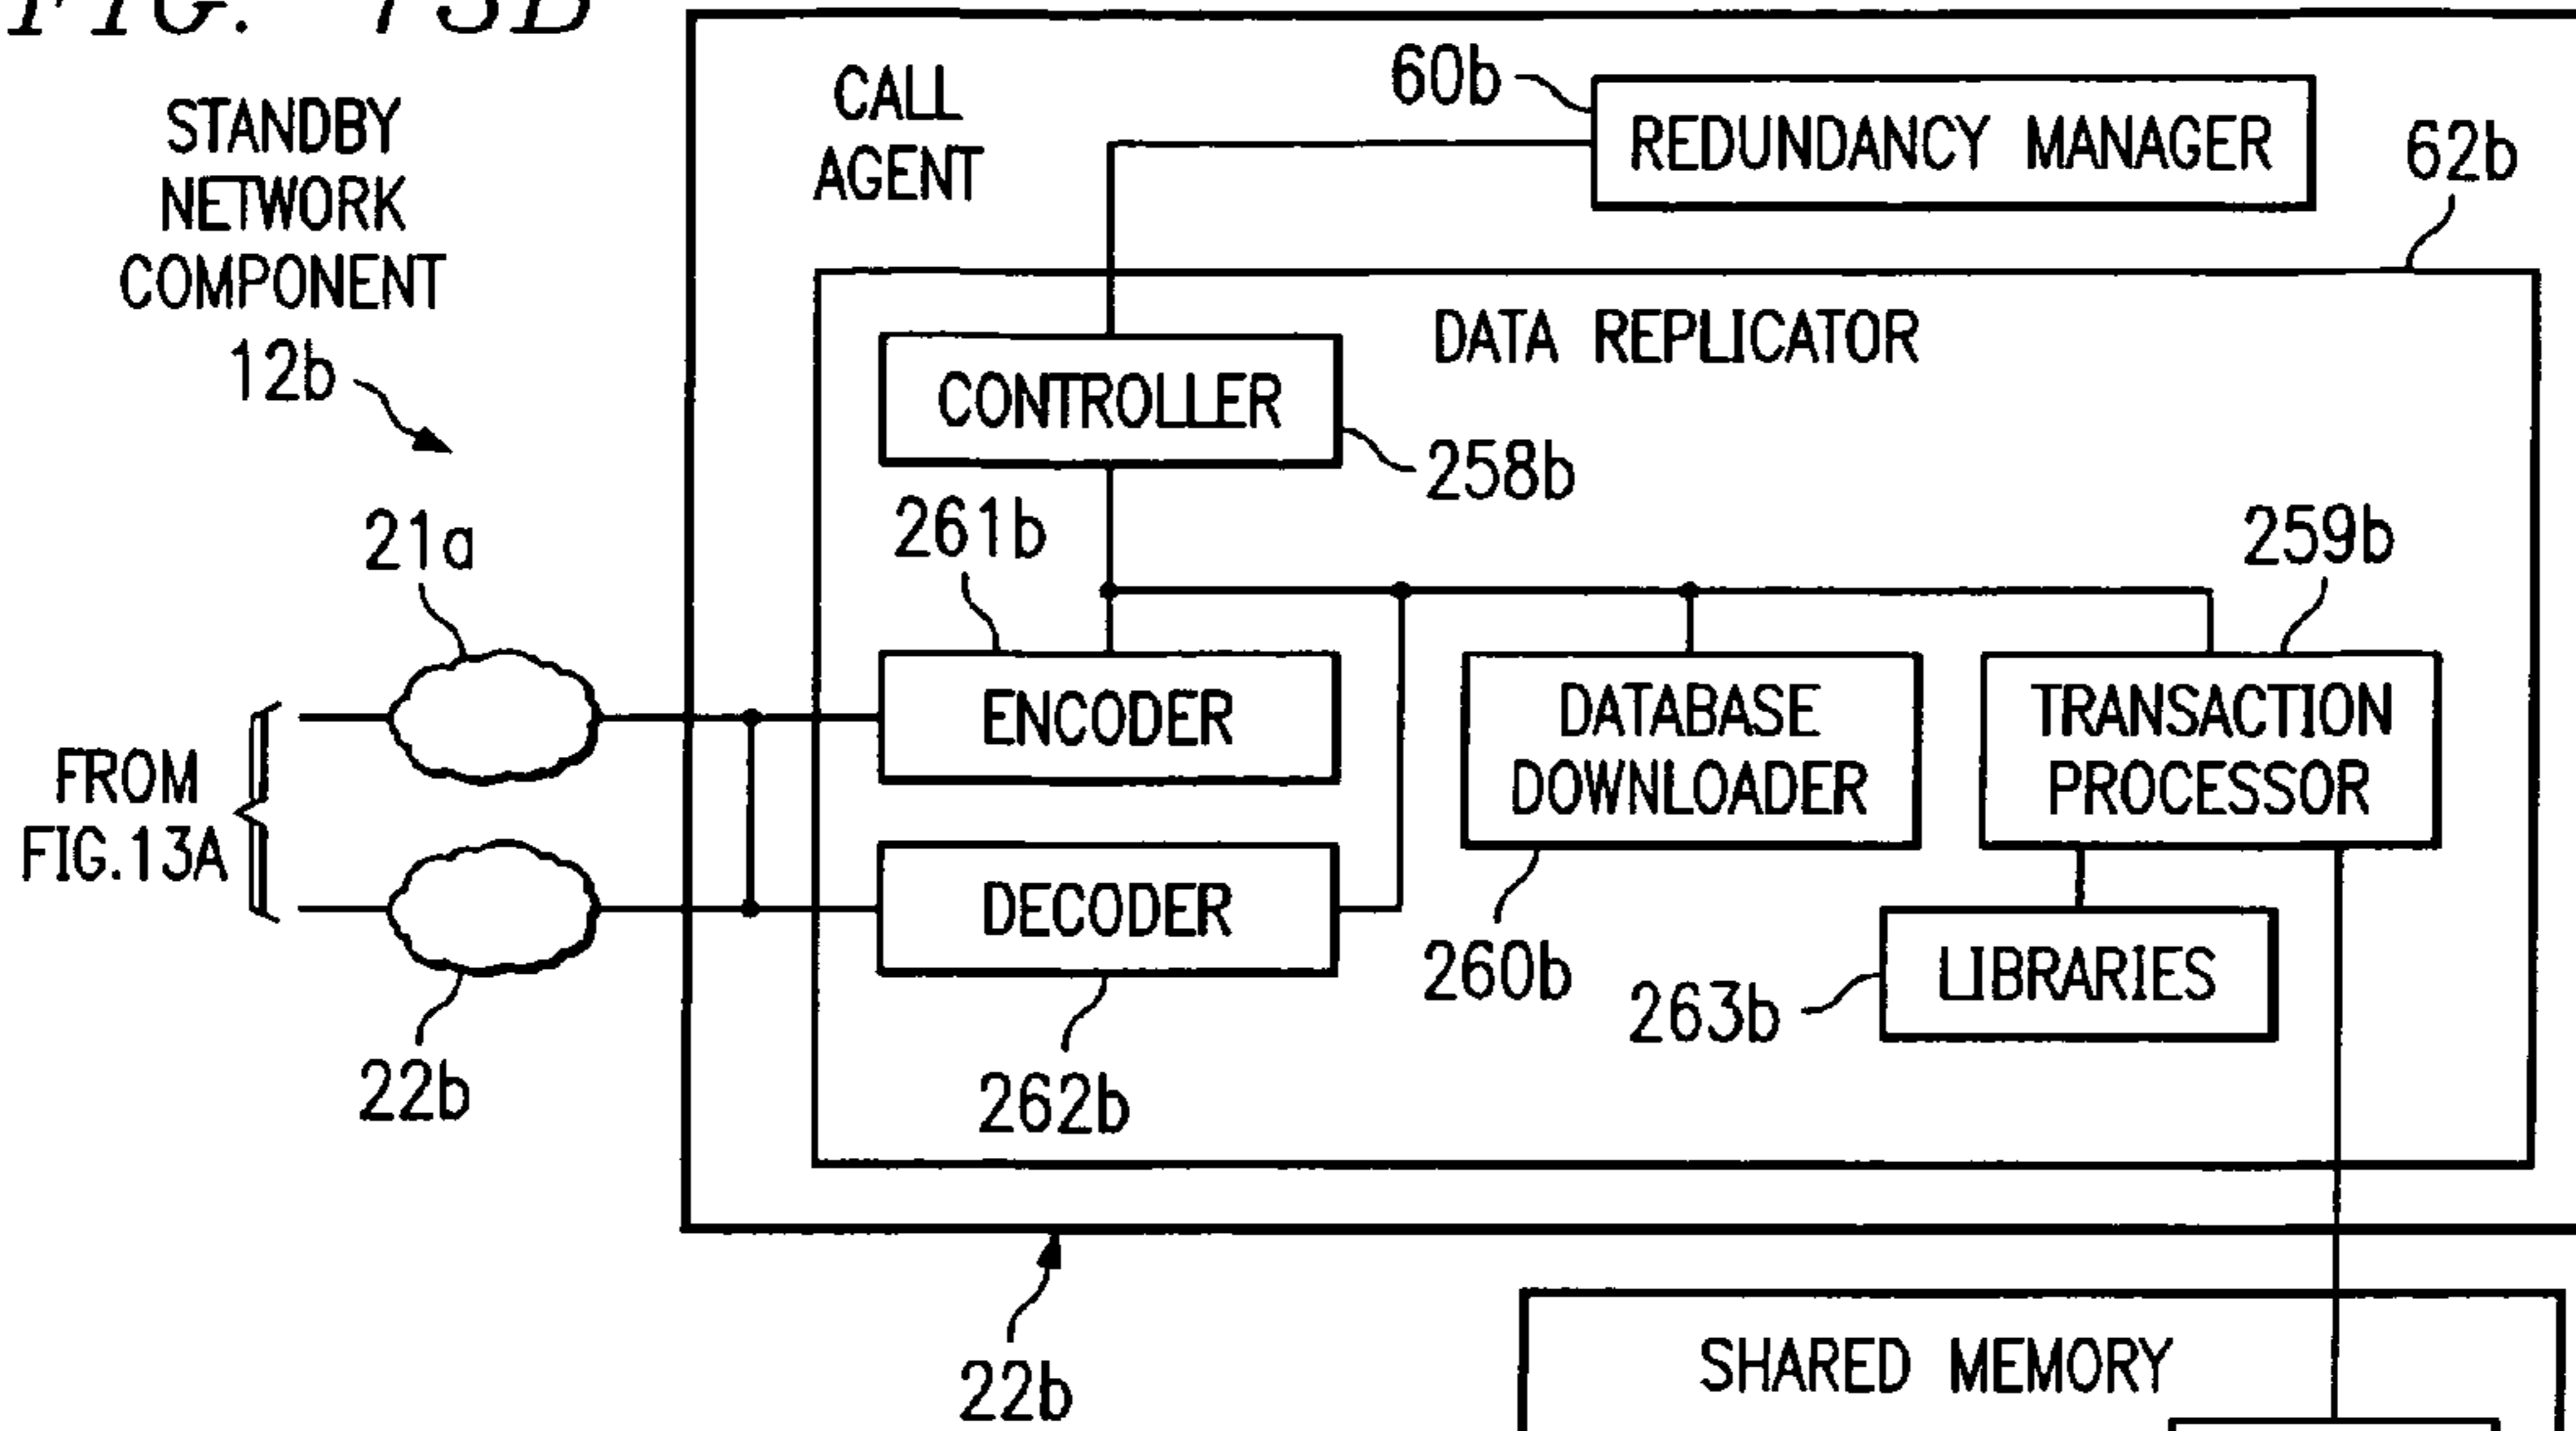 FIG. 13B
STANDBY
NETWORK
COMPONENT
12b
CALL
AGENT
60b
REDUNDANCY MANAGER
62b
DATA REPLICATOR
CONTROLLER
258b
261b
259b
21a
ENCODER
DATABASE
DOWNLOADER
TRANSACTION
PROCESSOR
FROM
FIG.13A
DECODER
260b
LIBRARIES
263b
22b
262b
22b
SHARED MEMORY